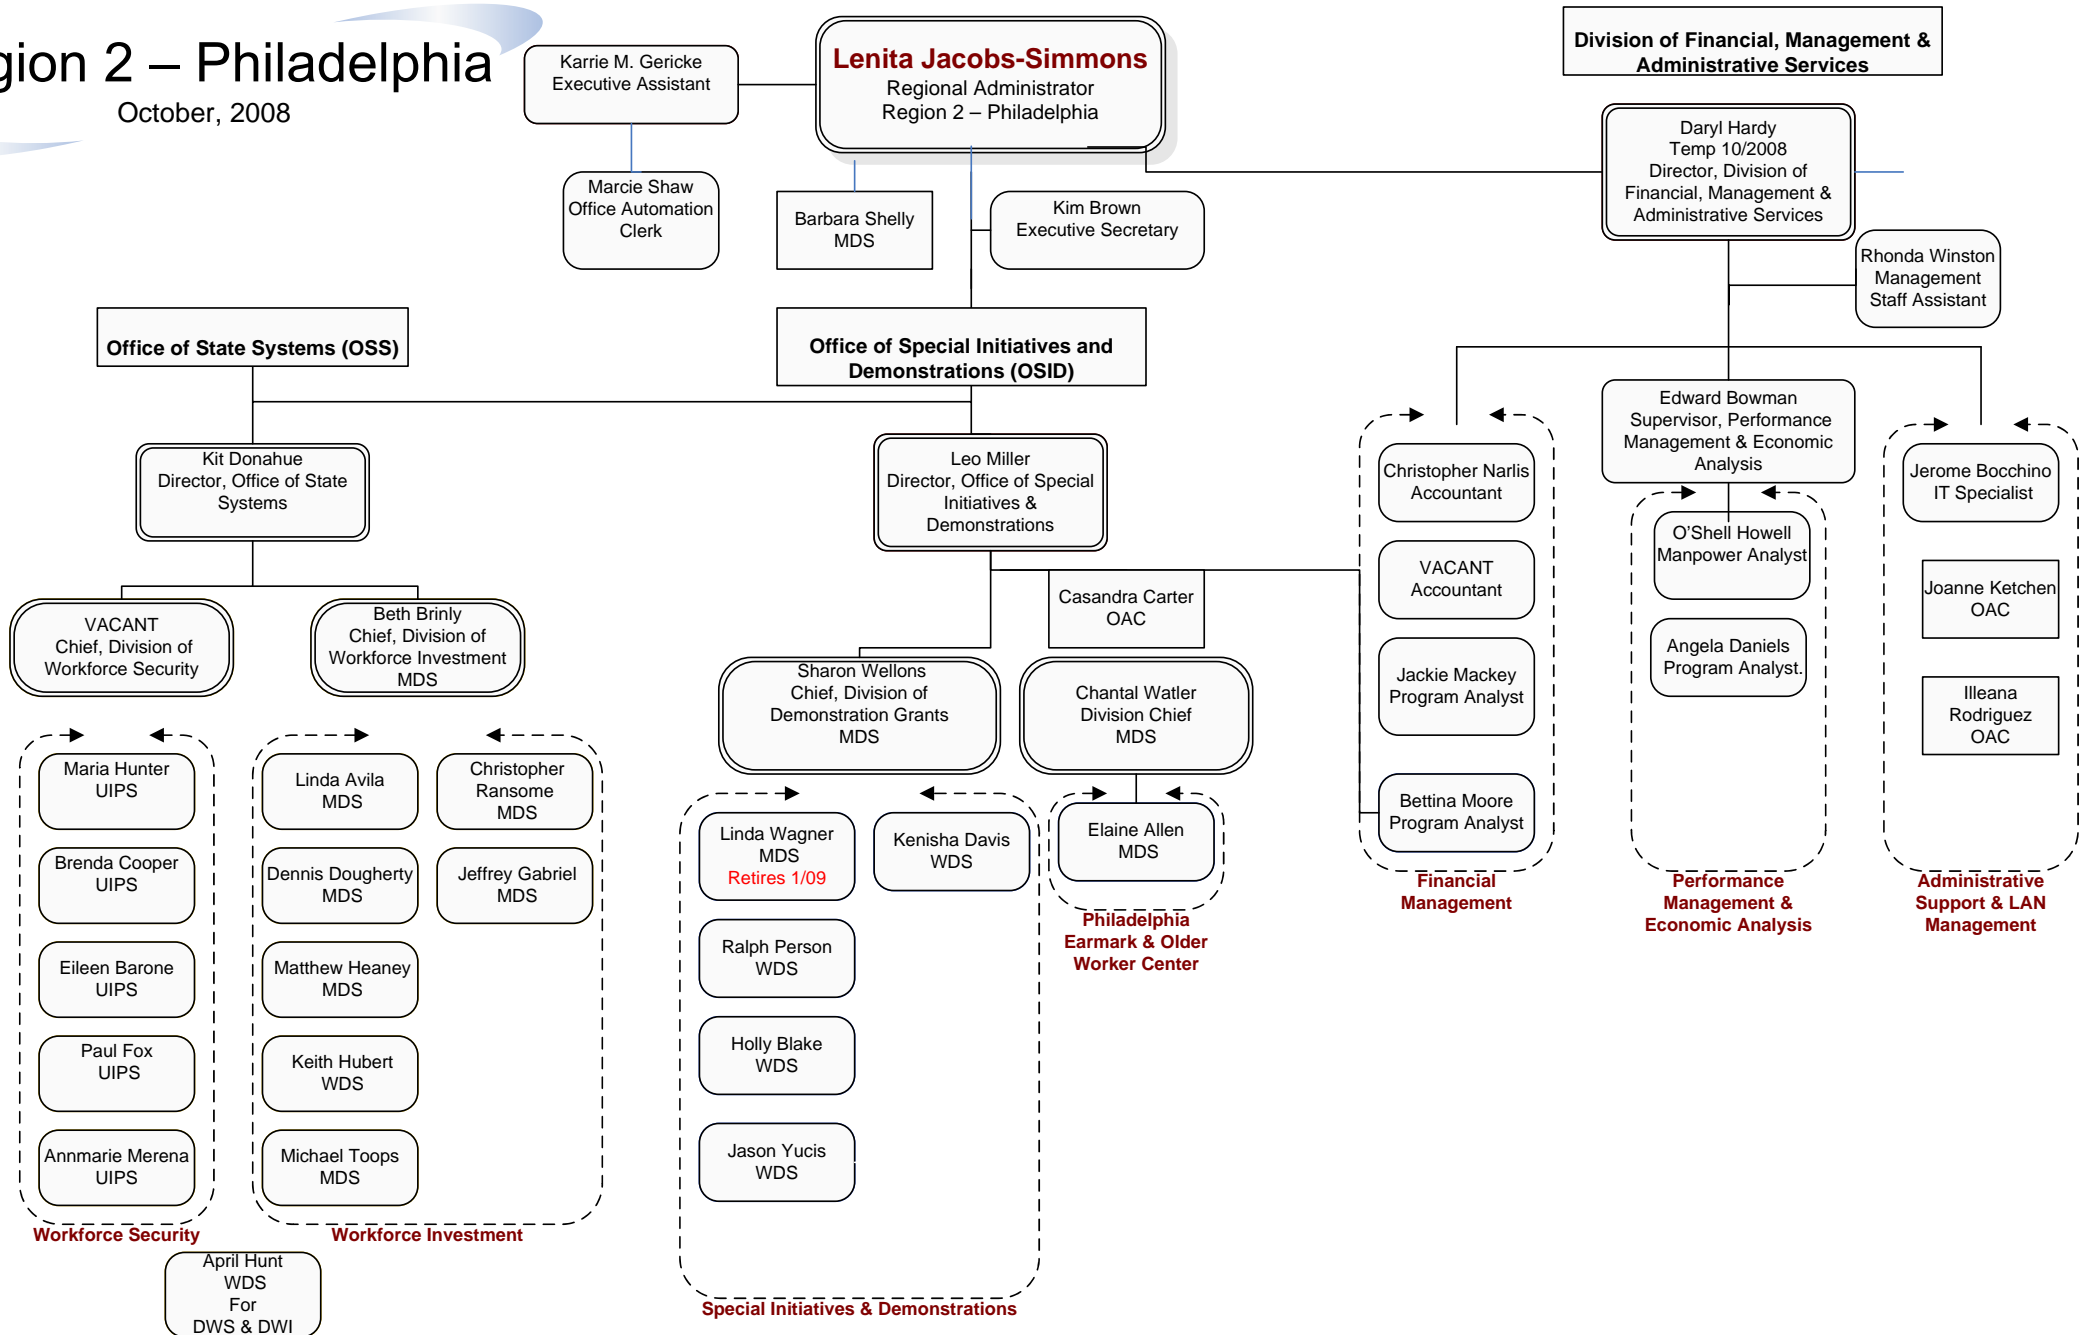 gion 2 – Philadelphia
October, 2008
Karrie M. Gericke
Executive Assistant
Lenita Jacobs-Simmons
Regional Administrator
Region 2 – Philadelphia
Division of Financial, Management &
Administrative Services
Daryl Hardy
Temp 10/2008
Director, Division of
Financial, Management &
Administrative Services
Marcie Shaw
Office Automation
Clerk
Barbara Shelly
MDS
Kim Brown
Executive Secretary
Rhonda Winston
Management
Staff Assistant
Office of State Systems (OSS)
Office of Special Initiatives and
Demonstrations (OSID)
Kit Donahue
Director, Office of State
Systems
Leo Miller
Director, Office of Special
Initiatives &
Demonstrations
Edward Bowman
Supervisor, Performance
Management & Economic
Analysis
VACANT
Chief, Division of
Workforce Security
Beth Brinly
Chief, Division of
Workforce Investment
MDS
Casandra Carter
OAC
Sharon Wellons
Chief, Division of
Demonstration Grants
MDS
Chantal Watler
Division Chief
MDS
Maria Hunter
UIPS
Brenda Cooper
UIPS
Eileen Barone
UIPS
Paul Fox
UIPS
Annmarie Merena
UIPS
Workforce Security
Linda Avila
MDS
Dennis Dougherty
MDS
Matthew Heaney
MDS
Keith Hubert
WDS
Michael Toops
MDS
Christopher
Ransome
MDS
Jeffrey Gabriel
MDS
Workforce Investment
April Hunt
WDS
For
DWS & DWI
Linda Wagner
MDS
Retires 1/09
Ralph Person
WDS
Holly Blake
WDS
Jason Yucis
WDS
Kenisha Davis
WDS
Special Initiatives & Demonstrations
Elaine Allen
MDS
Philadelphia
Earmark & Older
Worker Center
Christopher Narlis
Accountant
VACANT
Accountant
Jackie Mackey
Program Analyst
Bettina Moore
Program Analyst
Financial
Management
O'Shell Howell
Manpower Analyst
Angela Daniels
Program Analyst.
Performance
Management &
Economic Analysis
Jerome Bocchino
IT Specialist
Joanne Ketchen
OAC
Illeana
Rodriguez
OAC
Administrative
Support & LAN
Management